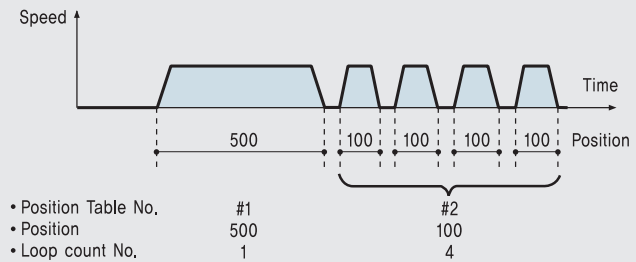 Speed
Time
500 100 100 100 100 Position
• Position Table No. #1 #2
• Position 500 100
• Loop count No. 1 4